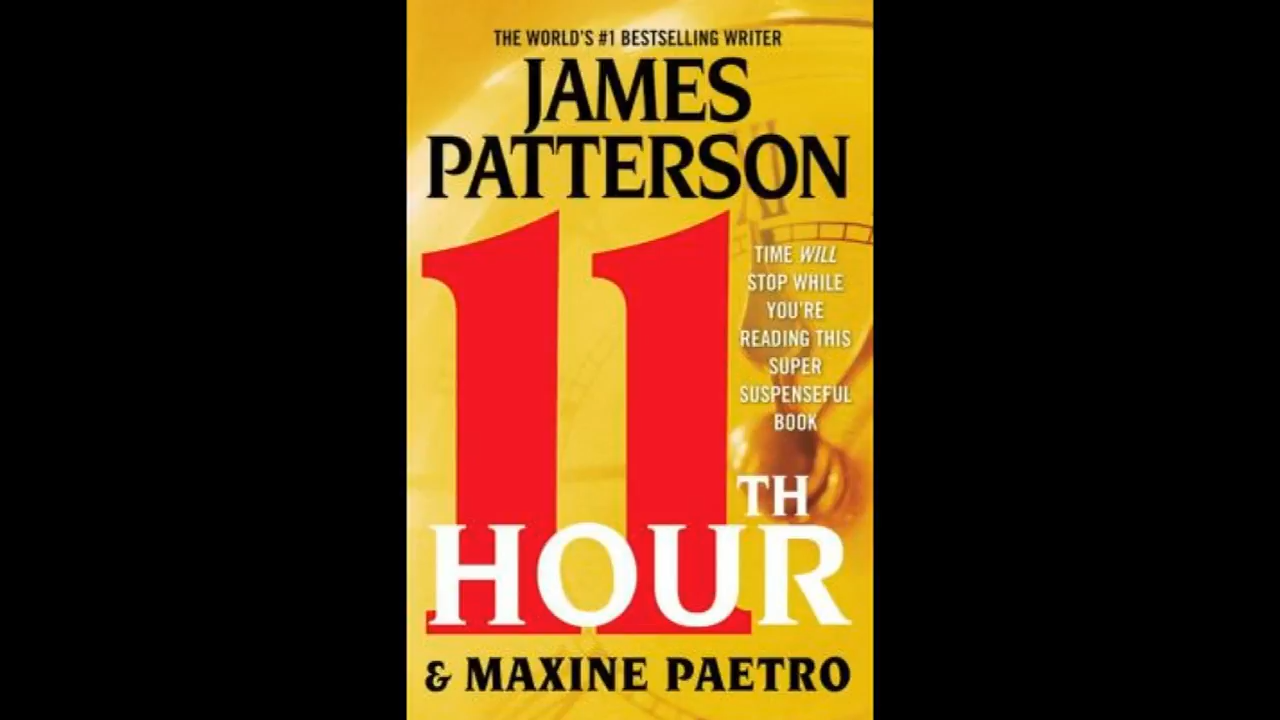 THE WORLD'S #1 BESTSELLING WRITER
JAMES
PATTERSON
11
TH
HOUR
TIME WILL
STOP WHILE
YOU'RE
READING THIS
SUPER
SUSPENSEFUL
BOOK
& MAXINE PAETRO